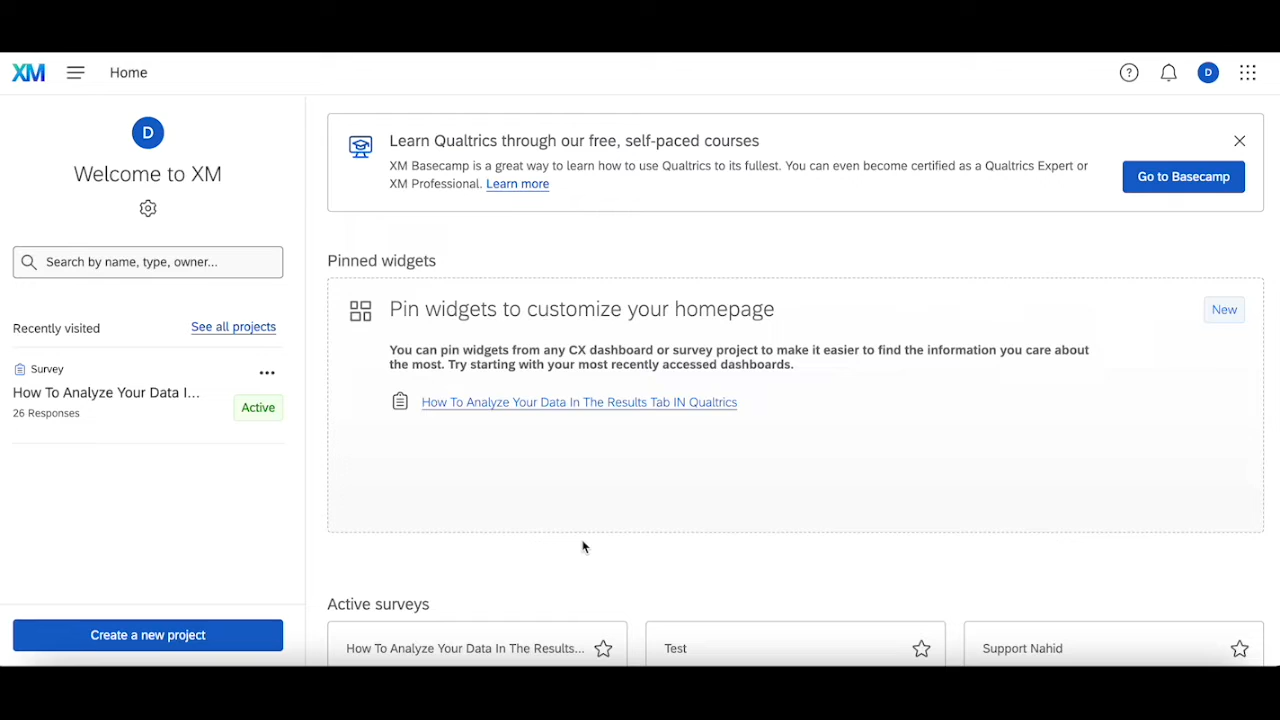 XM
Home
D
D
Welcome to XM
Search by name, type, owner...
Recently visited
See all projects
Survey
How To Analyze Your Data I...
26 Responses
Active
Create a new project
Learn Qualtrics through our free, self-paced courses
XM Basecamp is a great way to learn how to use Qualtrics to its fullest. You can even become certified as a Qualtrics Expert or
XM Professional. Learn more
Go to Basecamp
Pinned widgets
Pin widgets to customize your homepage
New
You can pin widgets from any CX dashboard or survey project to make it easier to find the information you care about
the most. Try starting with your most recently accessed dashboards.
How To Analyze Your Data In The Results Tab IN Qualtrics
Active surveys
How To Analyze Your Data In The Results...
Test
Support Nahid